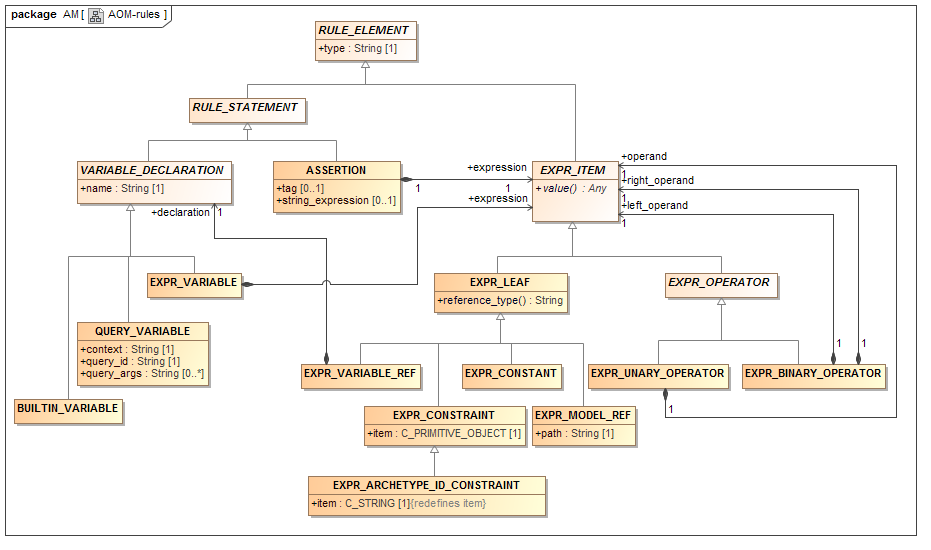 package AM [ AOM-rules ]
RULE_ELEMENT
+type : String [1]
RULE_STATEMENT
VARIABLE_DECLARATION
+name : String [1]
ASSERTION
+tag [0..1]
+string_expression [0..1]
EXPR_ITEM
+value() : Any
+expression
1
1
+expression
+operand
1
+right_operand
1
+left_operand
1
+declaration
1
EXPR_VARIABLE
QUERY_VARIABLE
+context : String [1]
+query_id : String [1]
+query_args : String [0..*]
BUILTIN_VARIABLE
EXPR_LEAF
+reference_type() : String
EXPR_OPERATOR
EXPR_VARIABLE_REF
EXPR_CONSTANT
EXPR_UNARY_OPERATOR
1
EXPR_BINARY_OPERATOR
1
1
EXPR_CONSTRAINT
+item : C_PRIMITIVE_OBJECT [1]
EXPR_MODEL_REF
+path : String [1]
EXPR_ARCHETYPE_ID_CONSTRAINT
+item : C_STRING [1]{redefines item}